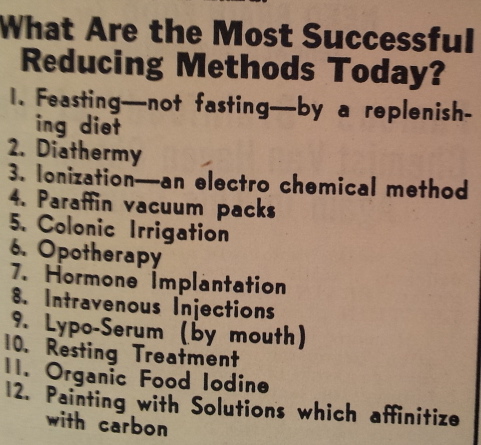 What Are the Most Successful
Reducing Methods Today?
1. Feasting—not fasting—by a replenish-
ing diet
2. Diathermy
3. Ionization—an electro chemical method
4. Paraffin vacuum packs
5. Colonic Irrigation
6. Opotherapy
7. Hormone Implantation
8. Intravenous Injections
9. Lypo-Serum (by mouth)
10. Resting Treatment
11. Organic Food Iodine
12. Painting with Solutions which affinitize
with carbon